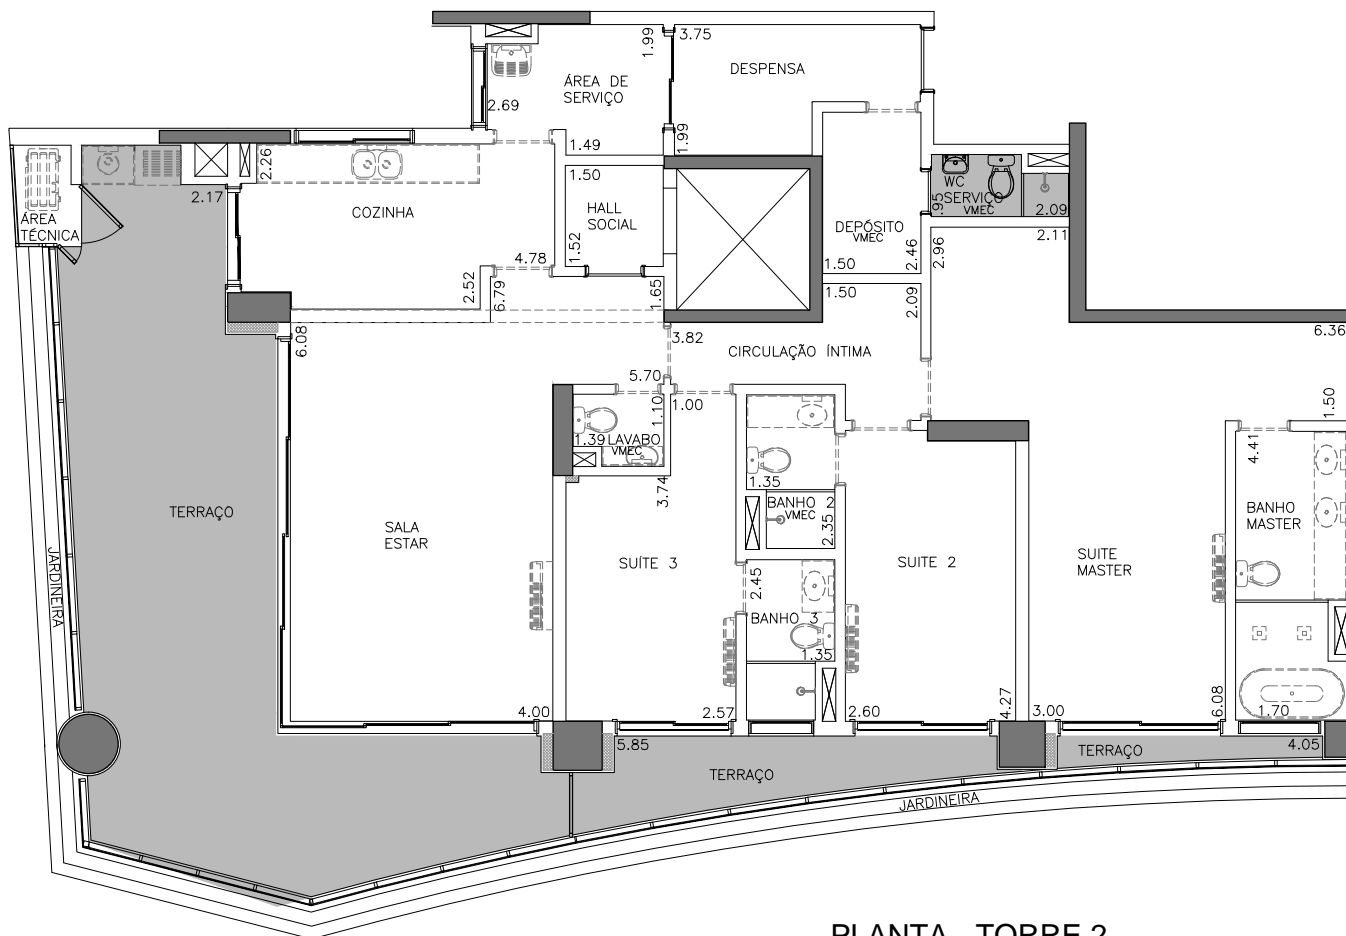 1.99
3.75
DESPENSA
ÁREA DE
SERVIÇO
2.69
1.49
1.99
2.26
1.50
2.17
COZINHA
HALL
SOCIAL
1.52
4.78
ÁREA
TÉCNICA
WC
SERVIÇO
VMEC
.95
2.09
2.11
DEPÓSITO
VMEC
2.46
2.96
1.50
1.50
2.09
2.52
6.79
1.65
6.08
3.82
CIRCULAÇÃO ÍNTIMA
6.36
5.70
1.10
1.00
1.50
1.39
LAVABO
VMEC
4.41
3.74
1.35
BANHO 2
VMEC
2.35
TERRAÇO
SALA
ESTAR
BANHO
MASTER
SUÍTE 3
SUITE 2
SUITE
MASTER
2.45
JARDINEIRA
BANHO 3
1.35
4.00
2.57
2.60
4.27
3.00
6.08
1.70
5.85
4.05
TERRAÇO
TERRAÇO
JARDINEIRA
PLANTA - TORRE 2